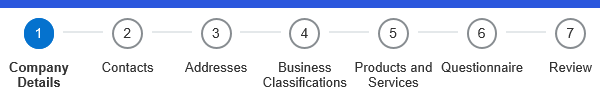 1 2 3 4 5 6 7
Company Contacts Addresses Business Products and Questionnaire Review
Details Classifications Services